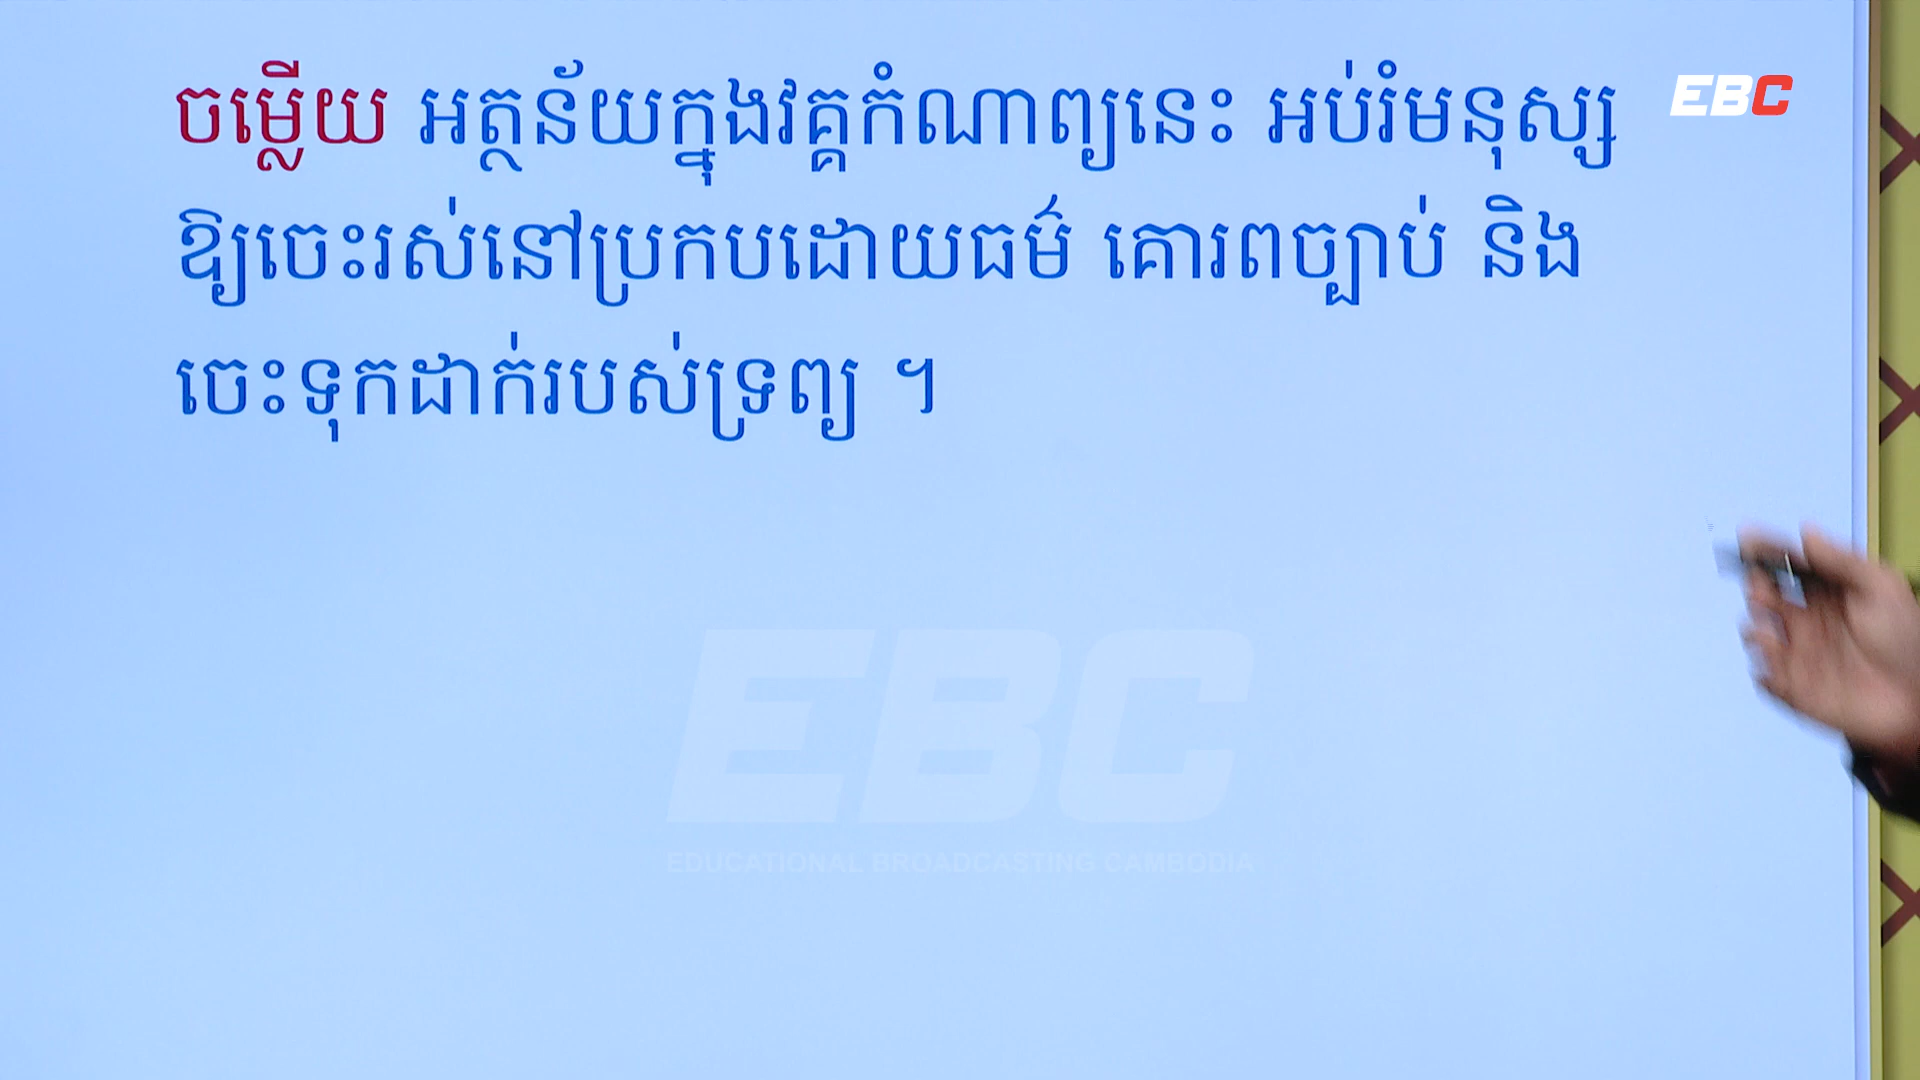 ចម្លើយ អត្ថន័យក្នុងវគ្គកំណាព្យនេះ អប់រំមនុស្ស
EBC
ឱ្យចេះរស់នៅប្រកបដោយធម៌ គោរពច្បាប់ និង
ចេះទុកដាក់របស់ទ្រព្យ ។
EBC
EDUCATIONAL BROADCASTING CAMBODIA